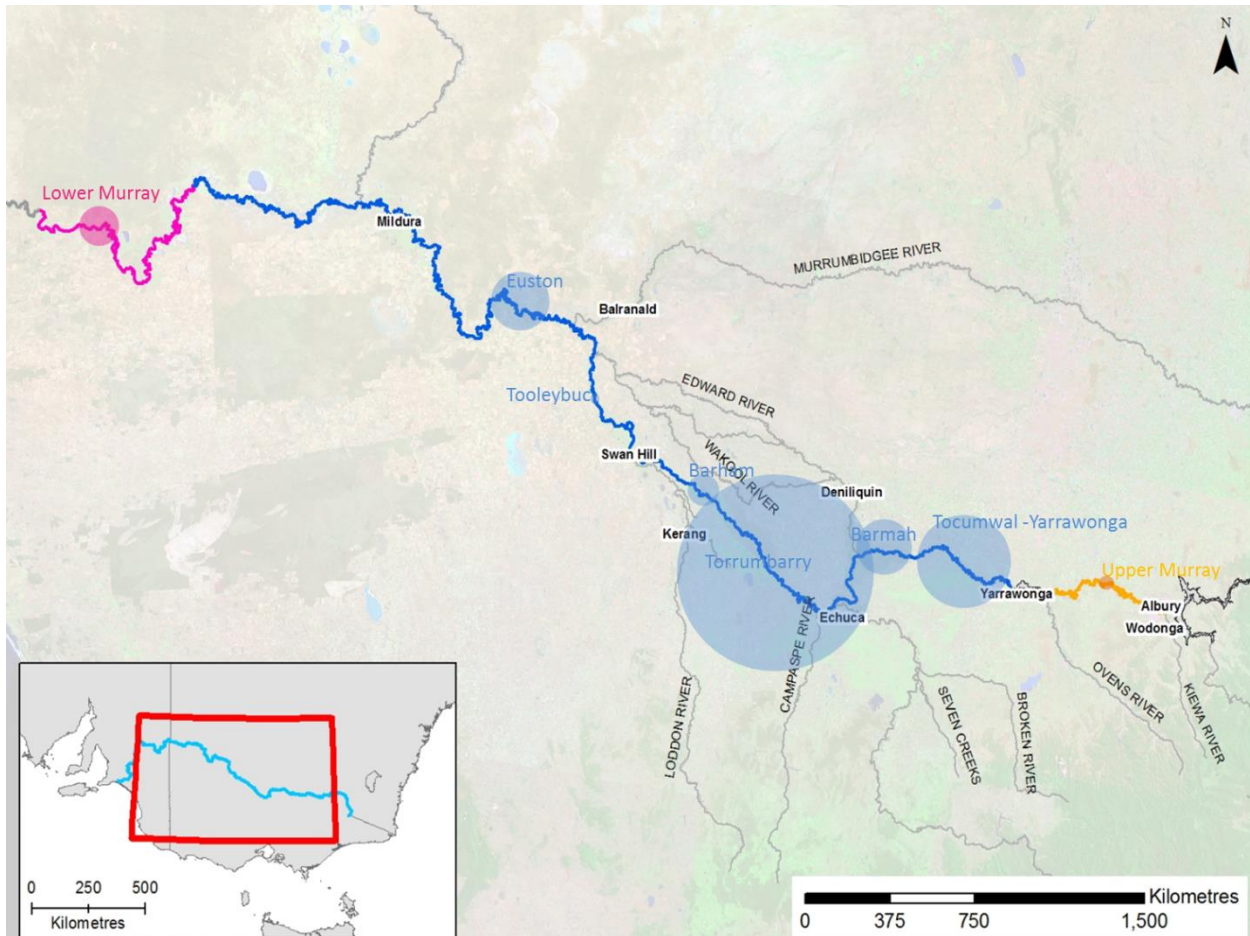 N
Lower Murray
Mildura
MURRUMBIDGEE RIVER
Euston
Balranald
Tooleybuc
EDWARD RIVER
Swan Hill
WAKOOL RIVER
Barham
Deniliquin
Kerang
Torrumbarry
Barmah
Tocumwal -Yarrawonga
Upper Murray
Yarrawonga
Albury
Echuca
Wodonga
LODDON RIVER
CAMPASPE RIVER
SEVEN CREEKS
BROKEN RIVER
OVENS RIVER
KIEWA RIVER
0 250 500
Kilometres
Kilometres
0 375 750 1,500